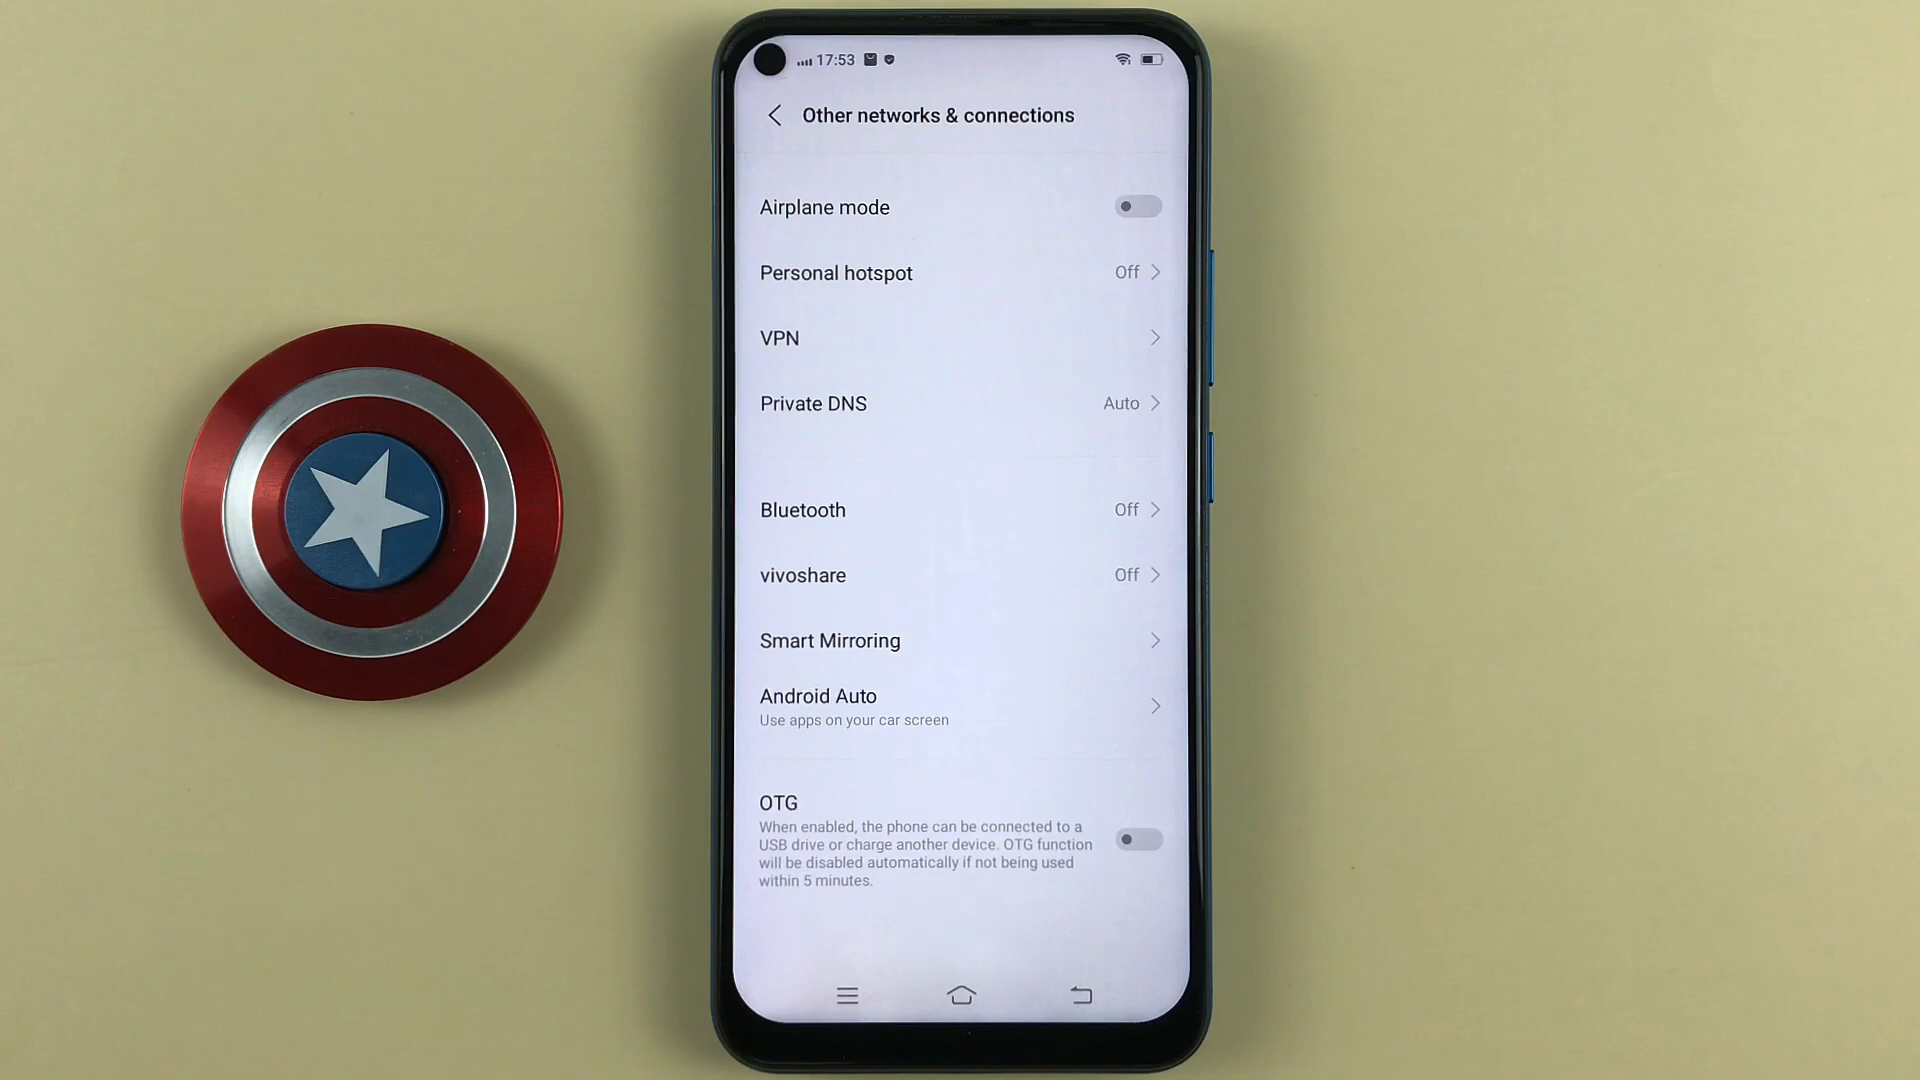 17:53
Other networks & connections
Airplane mode
Personal hotspot Off
VPN
Private DNS Auto
Bluetooth Off
vivoshare Off
Smart Mirroring
Android Auto
Use apps on your car screen
OTG
When enabled, the phone can be connected to a
USB drive or charge another device. OTG function
will be disabled automatically if not being used
within 5 minutes.